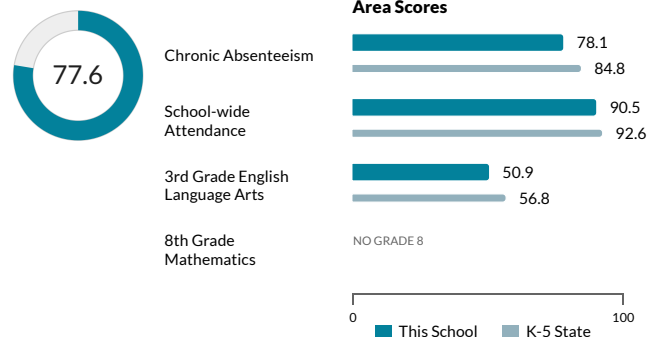 Area Scores
77.6
Chronic Absenteeism
78.1
84.8
School-wide
Attendance
90.5
92.6
3rd Grade English
Language Arts
50.9
56.8
8th Grade
Mathematics
NO GRADE 8
0 100
This School K-5 State